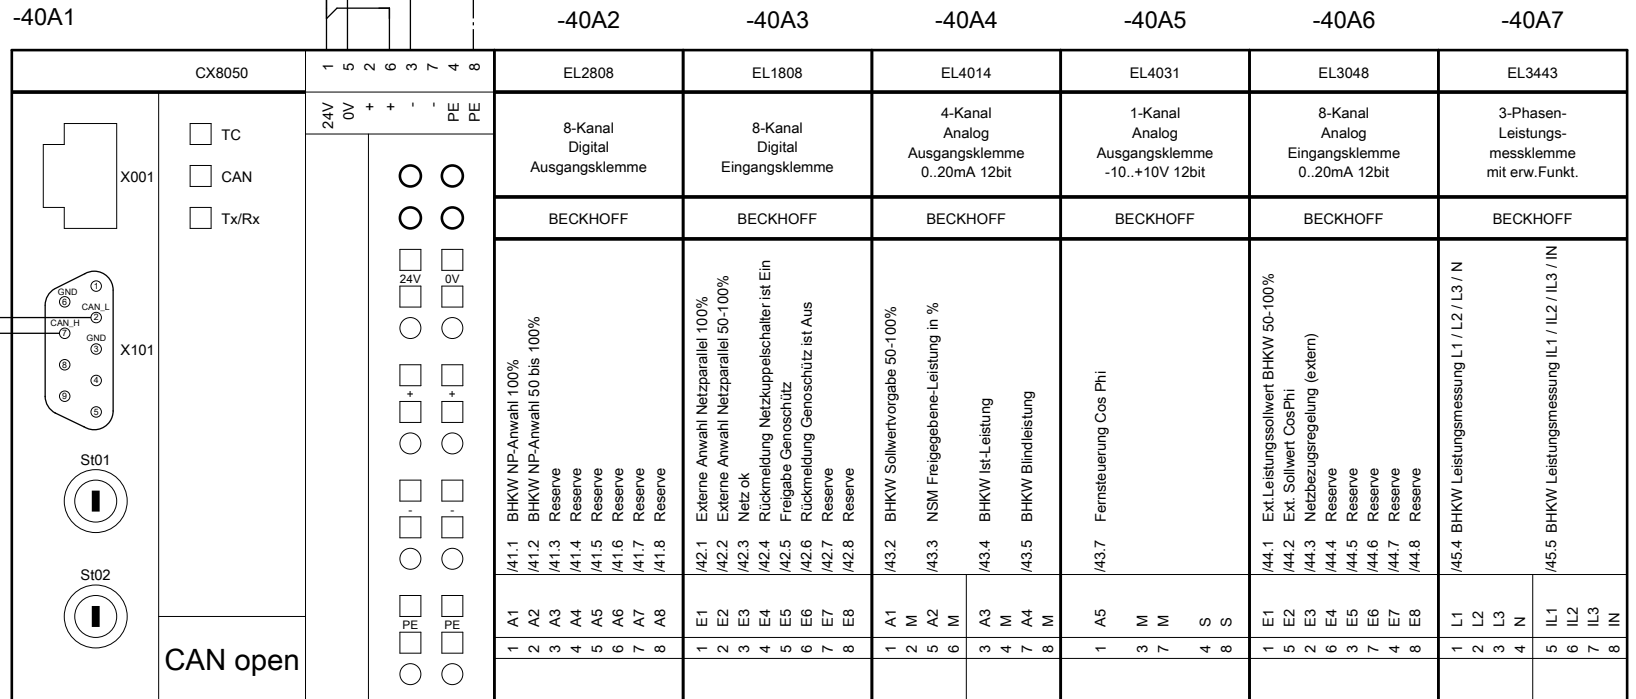 -40A1
-40A2
-40A3
-40A4
-40A5
-40A6
-40A7
CX8050
1 5 2 6 3 7 4 8
EL2808
EL1808
EL4014
EL4031
EL3048
EL3443
24V 0V + + - - PE PE
TC
CAN
Tx/Rx
X001
8-Kanal
Digital
Ausgangsklemme
8-Kanal
Digital
Eingangsklemme
4-Kanal
Analog
Ausgangsklemme
0..20mA 12bit
1-Kanal
Analog
Ausgangsklemme
-10..+10V 12bit
8-Kanal
Analog
Eingangsklemme
0..20mA 12bit
3-Phasen-
Leistungs-
messklemme
mit erw.Funkt.
BECKHOFF
BECKHOFF
BECKHOFF
BECKHOFF
BECKHOFF
BECKHOFF
1
GND
6
CAN_L
2
CAN_H
7
GND
3
8
4
9
5
X101
St01
St02
CAN open
24V 0V
+ +
- -
PE PE
/41.1 BHKW NP-Anwahl 100%
/41.2 BHKW NP-Anwahl 50 bis 100%
/41.3 Reserve
/41.4 Reserve
/41.5 Reserve
/41.6 Reserve
/41.7 Reserve
/41.8 Reserve
A1 A2 A3 A4 A5 A6 A7 A8
1 2 3 4 5 6 7 8
/42.1 Externe Anwahl Netzparallel 100%
/42.2 Externe Anwahl Netzparallel 50-100%
/42.3 Netz ok
/42.4 Rückmeldung Netzkuppelschalter ist Ein
/42.5 Freigabe Genoschütz
/42.6 Rückmeldung Genoschütz ist Aus
/42.7 Reserve
/42.8 Reserve
E1 E2 E3 E4 E5 E6 E7 E8
1 2 3 4 5 6 7 8
/43.2 BHKW Sollwertvorgabe 50-100%
/43.3 NSM Freigegebene-Leistung in %
/43.4 BHKW Ist-Leistung
/43.5 BHKW Blindleistung
A1 M A2 M A3 M A4 M
1 2 5 6 3 4 7 8
/43.7 Fernsteuerung Cos Phi
A5 M M S S
1 3 7 4 8
/44.1 Ext.Leistungssollwert BHKW 50-100%
/44.2 Ext. Sollwert CosPhi
/44.3 Netzbezugsregelung (extern)
/44.4 Reserve
/44.5 Reserve
/44.6 Reserve
/44.7 Reserve
/44.8 Reserve
E1 E2 E3 E4 E5 E6 E7 E8
1 5 2 6 3 7 4 8
/45.4 BHKW Leistungsmessung L1 / L2 / L3 / N
/45.5 BHKW Leistungsmessung IL1 / IL2 / IL3 / IN
L1 L2 L3 N IL1 IL2 IL3 IN
1 2 3 4 5 6 7 8